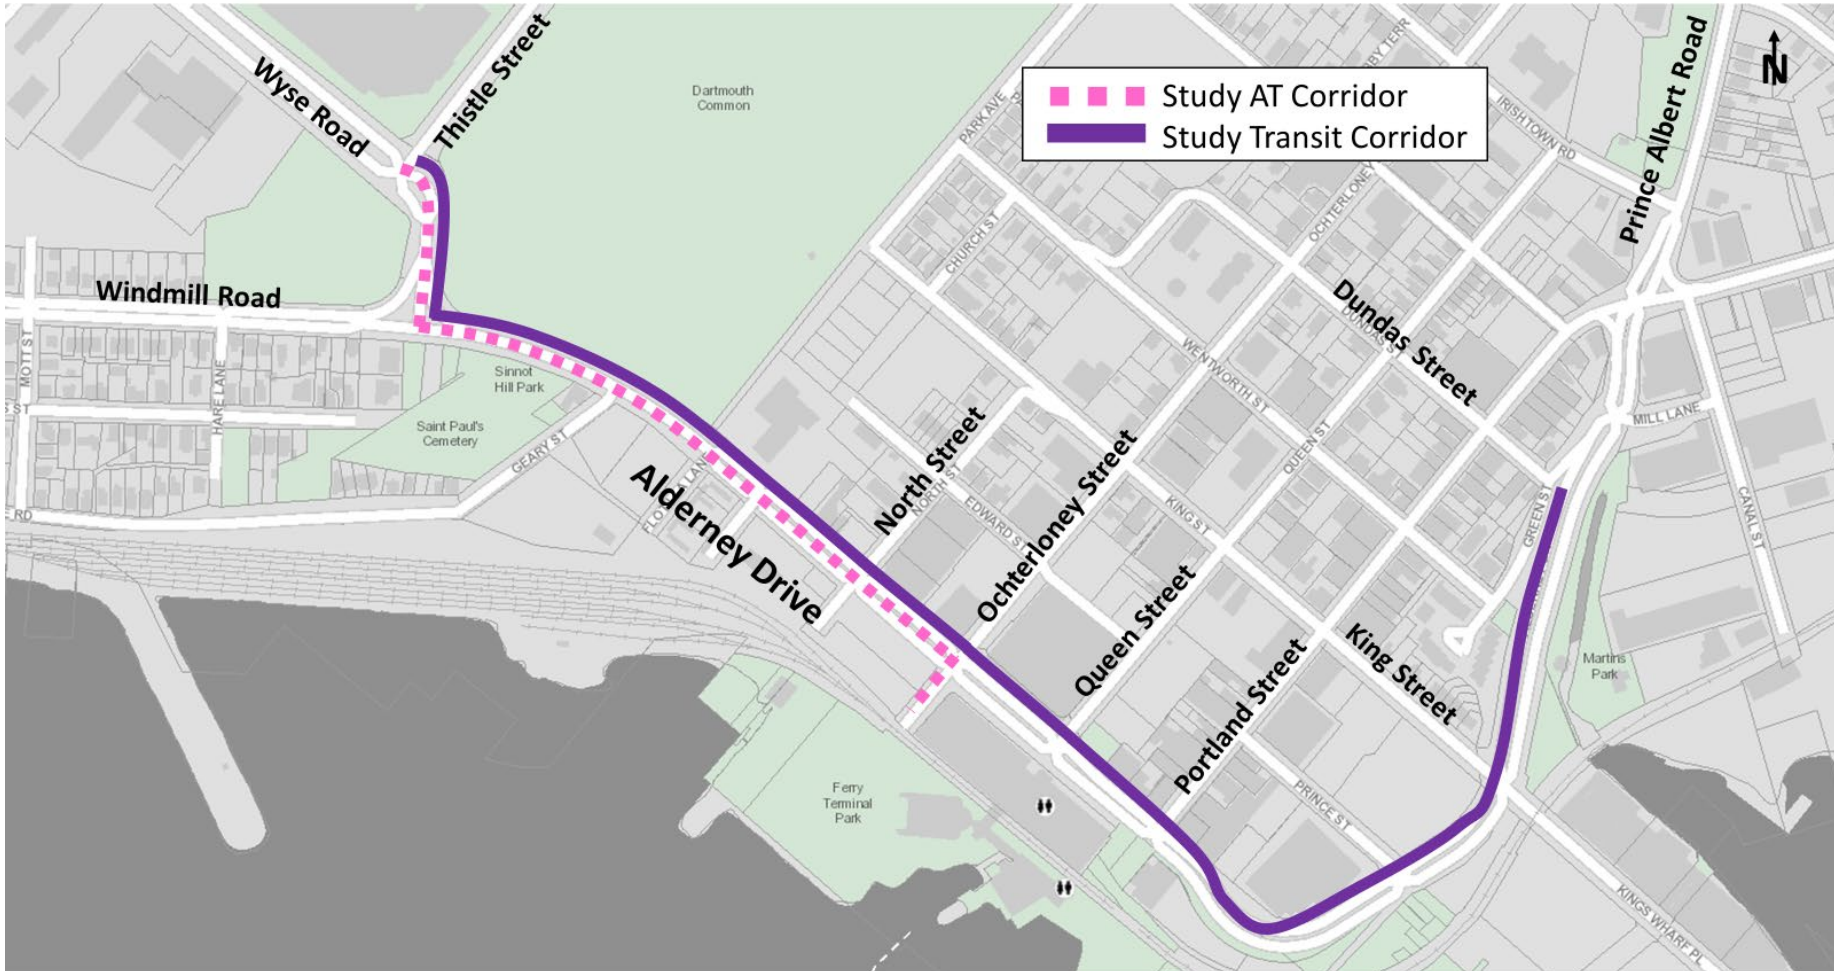 Thistle Street
Wyse Road
Dartmouth
Common
PARK AVE
Study AT Corridor
Study Transit Corridor
N
IRISHTOWN RD
Prince Albert Road
OCHTERLONEY
CHURCH ST
Windmill Road
MOTT ST
HARE LANE
Sinnot
Hill Park
Saint Paul's
Cemetery
GEARY ST
Dundas Street
WENTWORTH ST
QUEEN ST
MILL LANE
CANAL ST
GREEN ST
North Street
NORTH ST
EDWARD ST
KING ST
Ochterloney Street
Alderney Drive
Queen Street
King Street
Portland Street
Martins
Park
PRINCE ST
Ferry
Terminal
Park
KINGS WHARF PL